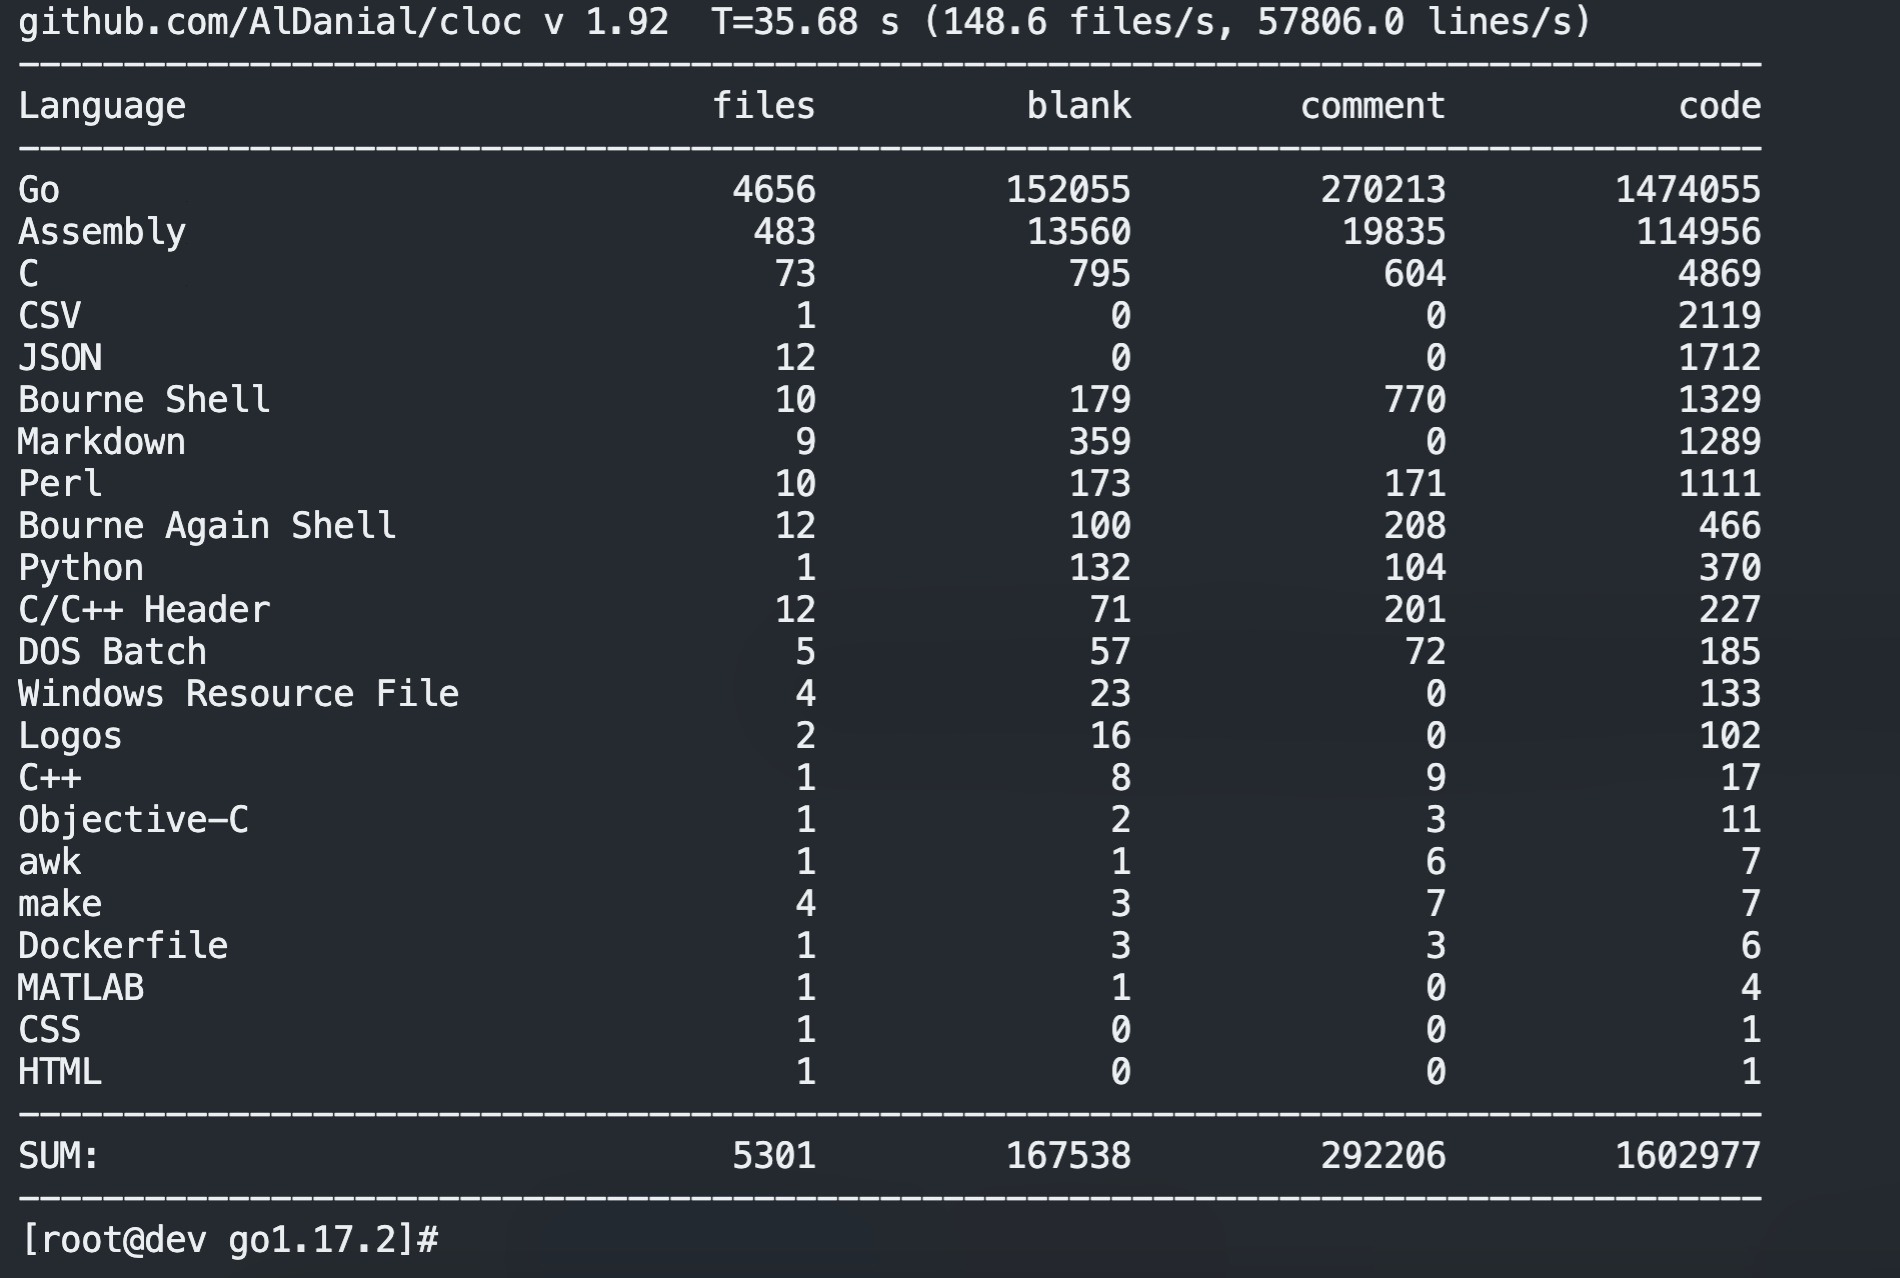 github.com/AlDanial/cloc v 1.92  T=35.68 s (148.6 files/s, 57806.0 lines/s)
-----------------------------------------------------------------------------------
Language                         files          blank        comment           code
-----------------------------------------------------------------------------------
Go                                4656         152055         270213        1474055
Assembly                           483          13560          19835         114956
C                                   73            795            604           4869
CSV                                  1              0              0           2119
JSON                                12              0              0           1712
Bourne Shell                        10            179            770           1329
Markdown                             9            359              0           1289
Perl                                10            173            171           1111
Bourne Again Shell                  12            100            208            466
Python                               1            132            104            370
C/C++ Header                        12             71            201            227
DOS Batch                            5             57             72            185
Windows Resource File                4             23              0            133
Logos                                2             16              0            102
C++                                  1              8              9             17
Objective-C                          1              2              3             11
awk                                  1              1              6              7
make                                 4              3              7              7
Dockerfile                           1              3              3              6
MATLAB                               1              1              0              4
CSS                                  1              0              0              1
HTML                                 1              0              0              1
-----------------------------------------------------------------------------------
SUM:                              5301         167538         292206        1602977
-----------------------------------------------------------------------------------
[root@dev go1.17.2]#